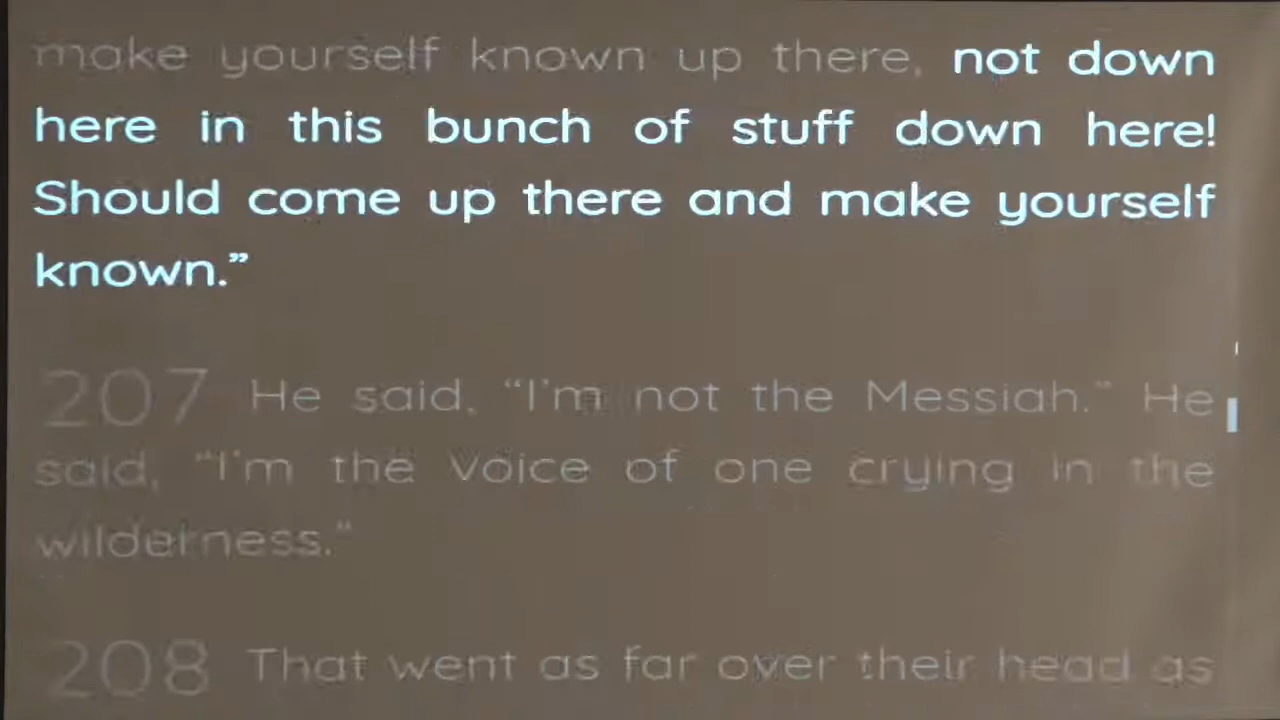 make yourself known up there, not down
here in this bunch of stuff down here!
Should come up there and make yourself
known.”
207 He said, “I'm not the Messiah.” He
said, “I'm the Voice of one crying in the
wilderness.”
208 That went as far over their head as